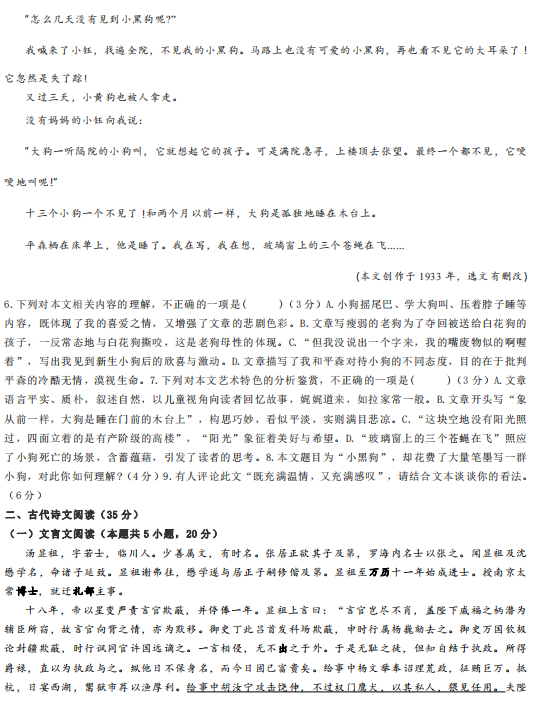 “怎么几天没有见到小黑狗呢?”
我喊来了小钰，找遍全院，不见我的小黑狗。马路上也没有可爱的小黑狗，再也看不见它的大耳朵了！
它忽然是失了踪！
又过三天，小黄狗也被人拿走。
没有妈妈的小钰向我说：
“大狗一听隔院的小狗叫，它就想起它的孩子。可是满院急寻，上楼顶去张望。最终一个都不见，它哽
哽地叫呢!”
十三个小狗一个不见了!和两个月以前一样，大狗是孤独地睡在木台上。
平森栖在床单上，他是睡了。我在写，我在想，玻璃窗上的三个苍蝇在飞……
(本文创作于 1933 年，选文有删改)
6.下列对本文相关内容的理解，不正确的一项是( )(3 分)A.小狗摇尾巴、学大狗叫、压着脖子睡等
内容，既体现了我的喜爱之情，又增强了文章的悲剧色彩。B.文章写瘦弱的老狗为了夺回被送给白花狗的
孩子，一反常态地与白花狗撕咬，这是老狗母性的体现。C.“但我没说出一个字来，我的嘴废物似的啊喔
着”，写出我见到新生小狗后的欣喜与激动。D.文章描写了我和平森对待小狗的不同态度，目的在于批判
平森的冷酷无情，漠视生命。7.下列对本文艺术特色的分析鉴赏，不正确的一项是( )(3 分)A.文章
语言平实、质朴，叙述自然，以儿童视角向读者回忆故事，娓娓道来，如拉家常一般。B.文章开头写“象
从前一样，大狗是睡在门前的木台上”，构思巧妙，看似平淡，实则满目悲凉。C.“这块空地没有阳光照
过，四面立着的是有产阶级的高楼”，“阳光”象征着美好与希望。D.“玻璃窗上的三个苍蝇在飞”照应
了小狗死亡的场景，含蓄蕴藉，引发了读者的思考。8.本文题目为“小黑狗”，却花费了大量笔墨写一群
小狗，对此你如何理解?(4 分)9.有人评论此文“既充满温情，又充满感叹”，请结合文本谈谈你的看法。
(6 分)
二、古代诗文阅读（35 分）
（一）文言文阅读（本题共 5 小题，20 分）
汤显祖，字若士，临川人。少善属文，有时名。张居正欲其子及第，罗海内名士以张之。闻显祖及沈
懋学名，命诸子延致。显祖谢弗往，懋学遂与居正子嗣修偕及第。显祖至万历十一年始成进士。授南京太
常博士，就迁礼部主事。
十八年，帝以星变严责言官欺蔽，并停俸一年。显祖上言曰：“言官岂尽不肖，盖陛下威福之柄潜为
辅臣所窃，故言官向背之情，亦为默移。御史丁此吕首发科场欺蔽，申时行属杨巍劾去之。御史万国钦极
论封疆欺蔽，时行讽同官许国远谪之。一言相侵，无不出之于外。于是无耻之徒，但知自结于执政。所得
爵禄，直以为执政与之。纵他日不保身名，而今日固已富贵矣。给事中杨文举奉诏理荒政，征贿巨万。抵
杭，日宴西湖，鬻狱市荐以渔厚利。给事中胡汝宁攻击饶伸，不过权门鹰犬，以其私人，猥见任用。夫陛